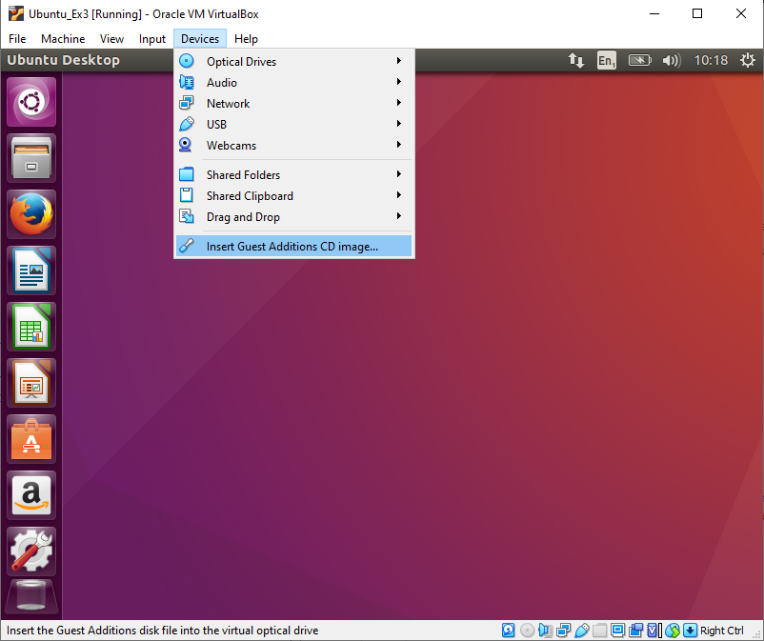 Ubuntu_Ex3 [Running] - Oracle VM VirtualBox
File Machine View Input Devices Help
Ubuntu Desktop
En1
10:18
Optical Drives
Audio
Network
USB
Webcams
Shared Folders
Shared Clipboard
Drag and Drop
Insert Guest Additions CD image...
a
Insert the Guest Additions disk file into the virtual optical drive
Right Ctrl